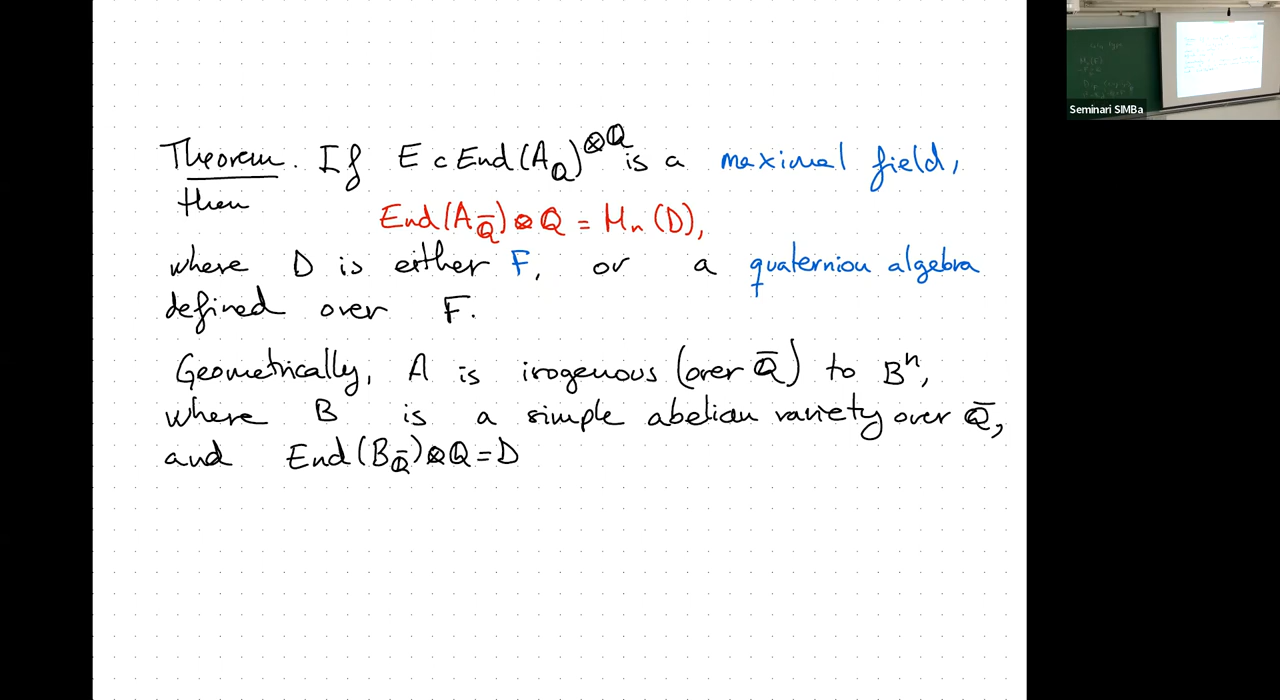 Theorem. If E ⊂ End(A_Q)^{⊗Q} is a maximal field,
then
End(A_Q̄)⊗Q = M_n(D),
where D is either F, or a quaternion algebra
defined over F.
Geometrically, A is isogenous (over Q̄) to B^n,
where B is a simple abelian variety over Q̄,
and End(B_Q̄)⊗Q = D
Seminari SIMBa